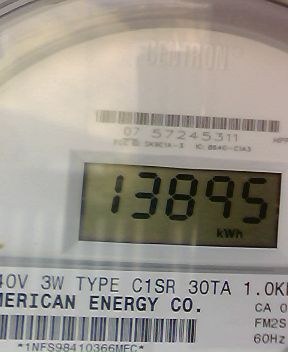 07 57245311
13895
kWh
40V 3W TYPE C1SR 30TA 1.0K
MERICAN ENERGY CO.
CA 0
FM2S
60Hz
*1NFS98410366MFC*